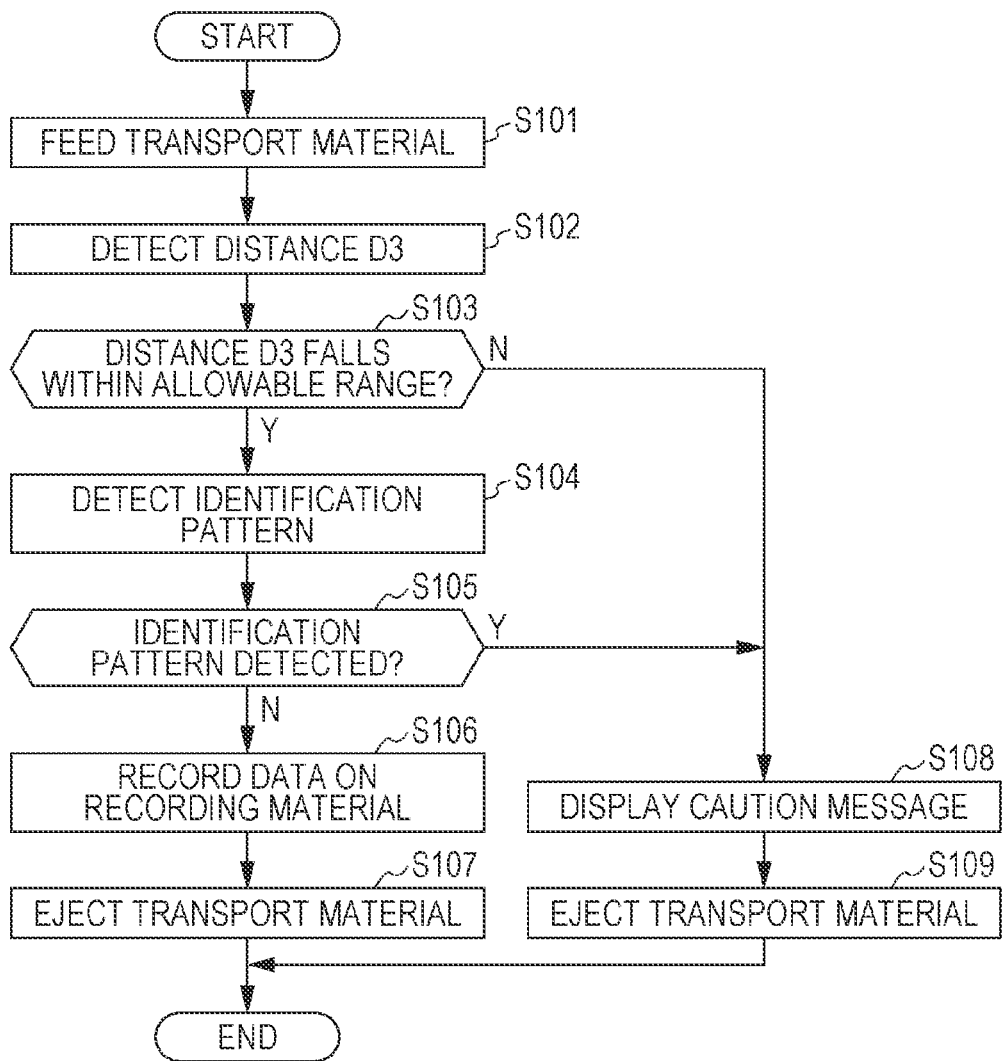 START
S101
FEED TRANSPORT MATERIAL
S102
DETECT DISTANCE D3
S103
DISTANCE D3 FALLS
WITHIN ALLOWABLE RANGE?
N
Y
S104
DETECT IDENTIFICATION
PATTERN
S105
IDENTIFICATION
PATTERN DETECTED?
Y
N
S106
RECORD DATA ON
RECORDING MATERIAL
S108
DISPLAY CAUTION MESSAGE
S107
EJECT TRANSPORT MATERIAL
S109
EJECT TRANSPORT MATERIAL
END